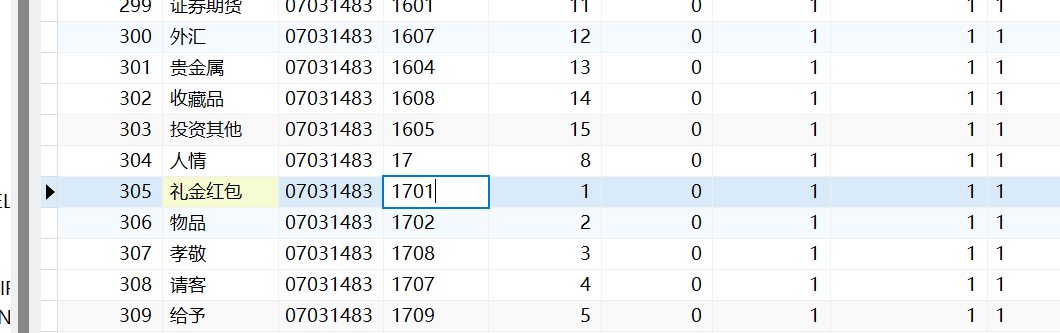 299 证券期货 07031483 1601 11 0 1 1 1
300 外汇 07031483 1607 12 0 1 1 1
301 贵金属 07031483 1604 13 0 1 1 1
302 收藏品 07031483 1608 14 0 1 1 1
303 投资其他 07031483 1605 15 0 1 1 1
304 人情 07031483 17 8 0 1 1 1
305 礼金红包 07031483 1701 1 0 1 1 1
306 物品 07031483 1702 2 0 1 1 1
307 孝敬 07031483 1708 3 0 1 1 1
308 请客 07031483 1707 4 0 1 1 1
309 给予 07031483 1709 5 0 1 1 1